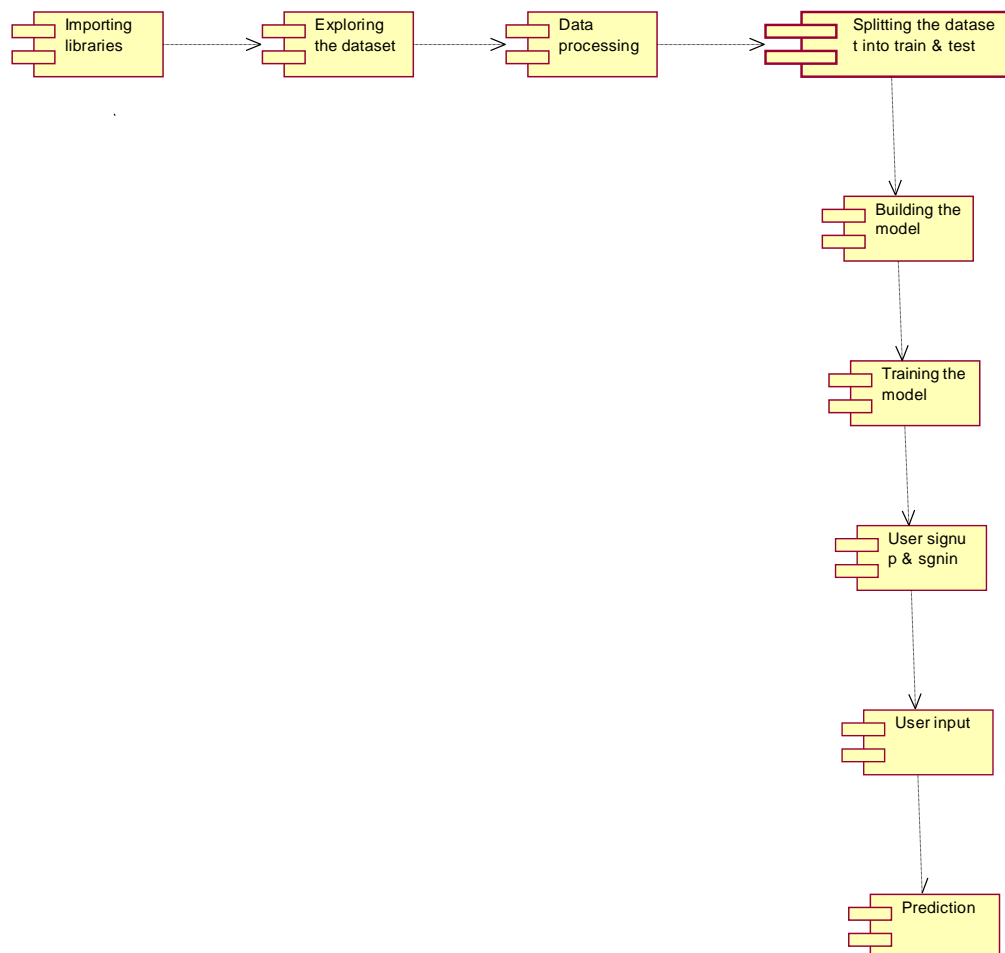 Importing
libraries
Exploring
the dataset
Data
processing
Splitting the datase
t into train & test
Building the
model
Training the
model
User signu
p & sgnin
User input
Prediction